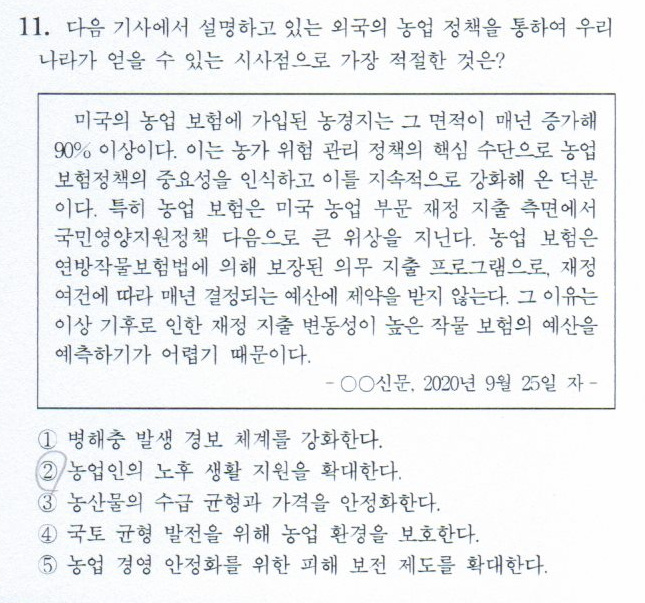 11. 다음 기사에서 설명하고 있는 외국의 농업 정책을 통하여 우리
나라가 얻을 수 있는 시사점으로 가장 적절한 것은?
미국의 농업 보험에 가입된 농경지는 그 면적이 매년 증가해
90% 이상이다. 이는 농가 위험 관리 정책의 핵심 수단으로 농업
보험정책의 중요성을 인식하고 이를 지속적으로 강화해 온 덕분
이다. 특히 농업 보험은 미국 농업 부문 재정 지출 측면에서
국민영양지원정책 다음으로 큰 위상을 지닌다. 농업 보험은
연방작물보험법에 의해 보장된 의무 지출 프로그램으로, 재정
여건에 따라 매년 결정되는 예산에 제약을 받지 않는다. 그 이유는
이상 기후로 인한 재정 지출 변동성이 높은 작물 보험의 예산을
예측하기가 어렵기 때문이다.
- ○○신문, 2020년 9월 25일 자 -
① 병해충 발생 경보 체계를 강화한다.
② 농업인의 노후 생활 지원을 확대한다.
③ 농산물의 수급 균형과 가격을 안정화한다.
④ 국토 균형 발전을 위해 농업 환경을 보호한다.
⑤ 농업 경영 안정화를 위한 피해 보전 제도를 확대한다.